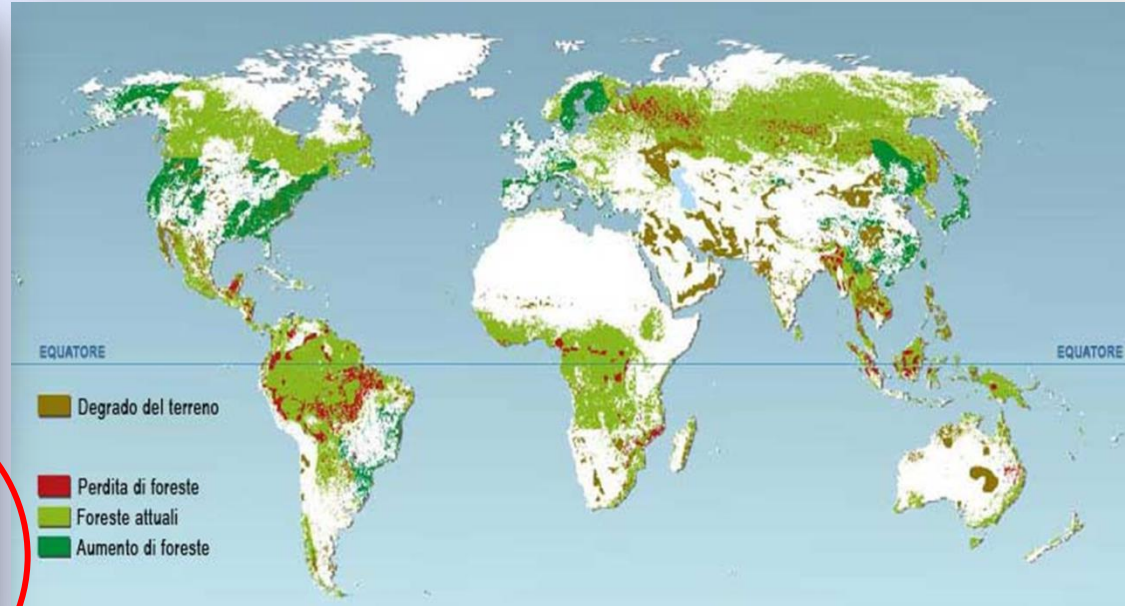 EQUATORE
EQUATORE
Degrado del terreno
Perdita di foreste
Foreste attuali
Aumento di foreste